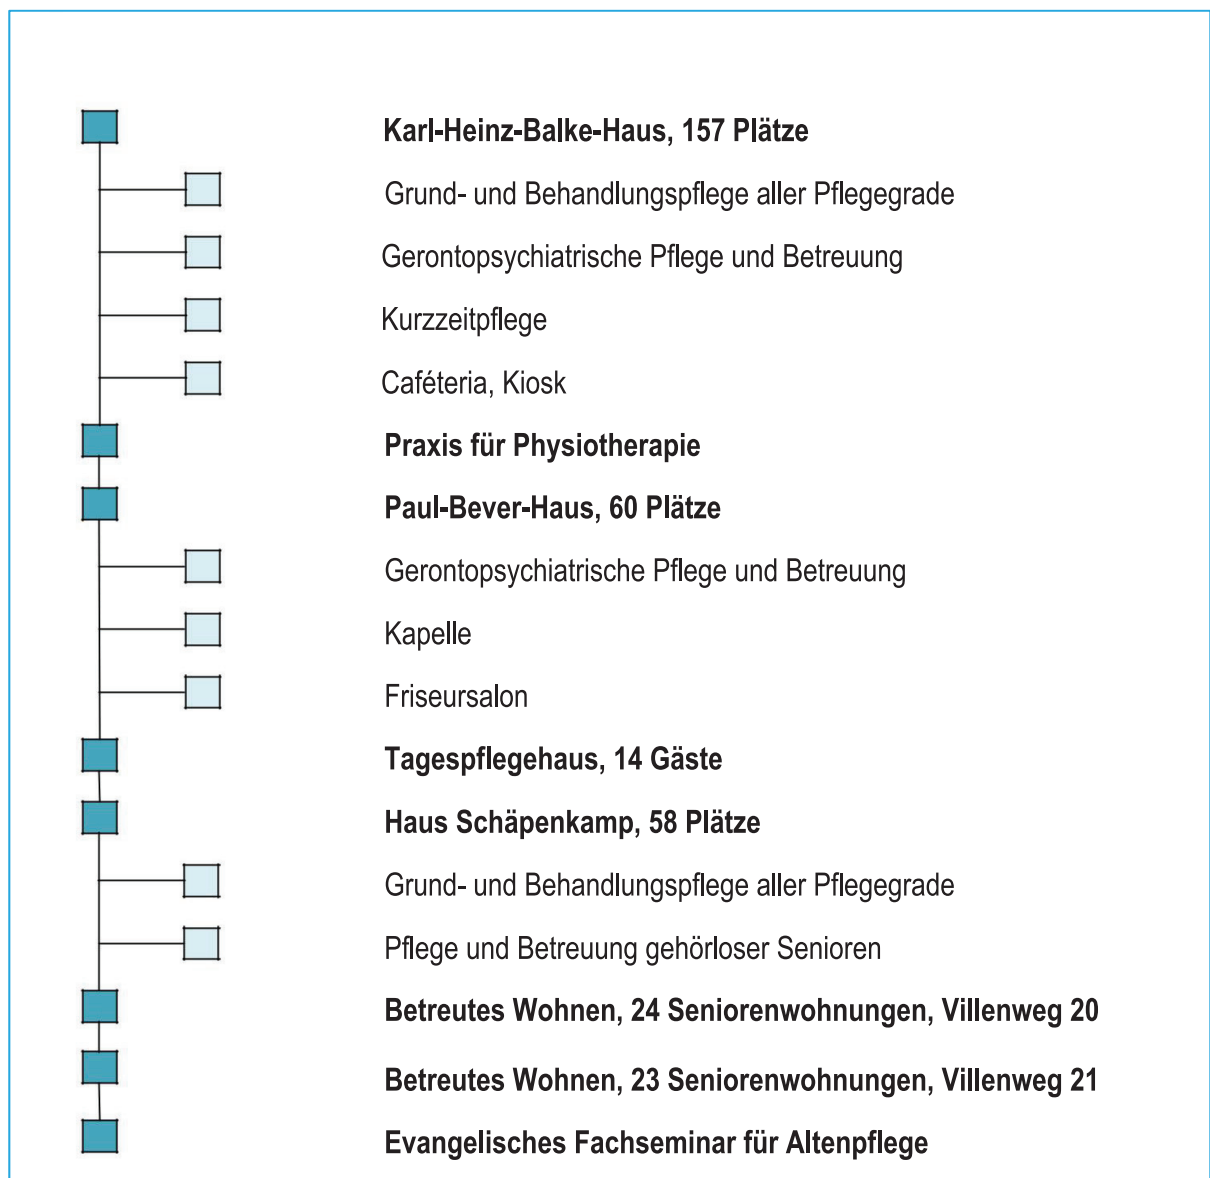 Karl-Heinz-Balke-Haus, 157 Plätze
Grund- und Behandlungspflege aller Pflegegrade
Gerontopsychiatrische Pflege und Betreuung
Kurzzeitpflege
Caféteria, Kiosk
Praxis für Physiotherapie
Paul-Bever-Haus, 60 Plätze
Gerontopsychiatrische Pflege und Betreuung
Kapelle
Friseursalon
Tagespflegehaus, 14 Gäste
Haus Schäpenkamp, 58 Plätze
Grund- und Behandlungspflege aller Pflegegrade
Pflege und Betreuung gehörloser Senioren
Betreutes Wohnen, 24 Seniorenwohnungen, Villenweg 20
Betreutes Wohnen, 23 Seniorenwohnungen, Villenweg 21
Evangelisches Fachseminar für Altenpflege